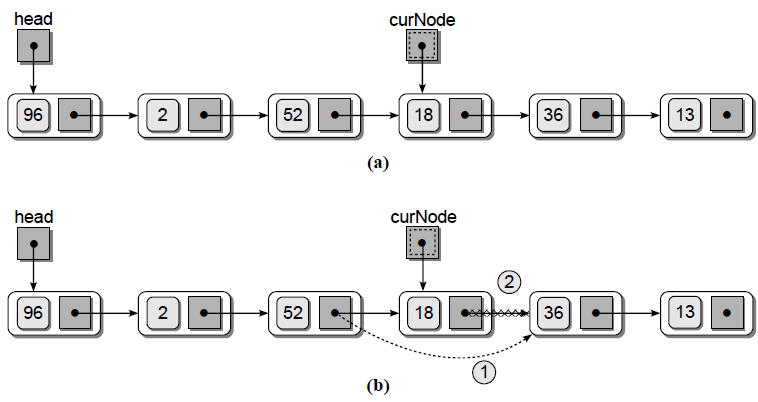 head curNode
96 2 52 18 36 13
(a)
head curNode
2
96 2 52 18 36 13
1
(b)